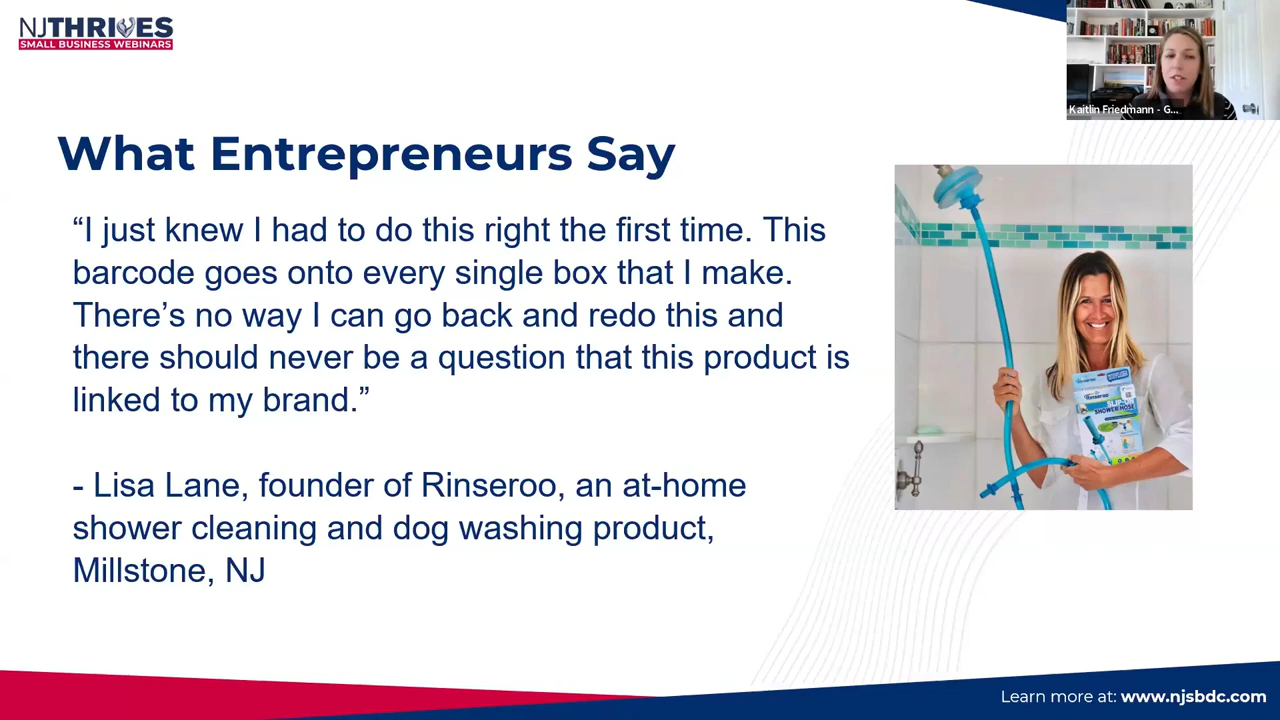 NJTHRIVES
SMALL BUSINESS WEBINARS
Kaitlin Friedmann - G...
What Entrepreneurs Say
“I just knew I had to do this right the first time. This
barcode goes onto every single box that I make.
There’s no way I can go back and redo this and
there should never be a question that this product is
linked to my brand.”
- Lisa Lane, founder of Rinseroo, an at-home
shower cleaning and dog washing product,
Millstone, NJ
Rinseroo
SHOWER HOSE
Learn more at: www.njsbdc.com